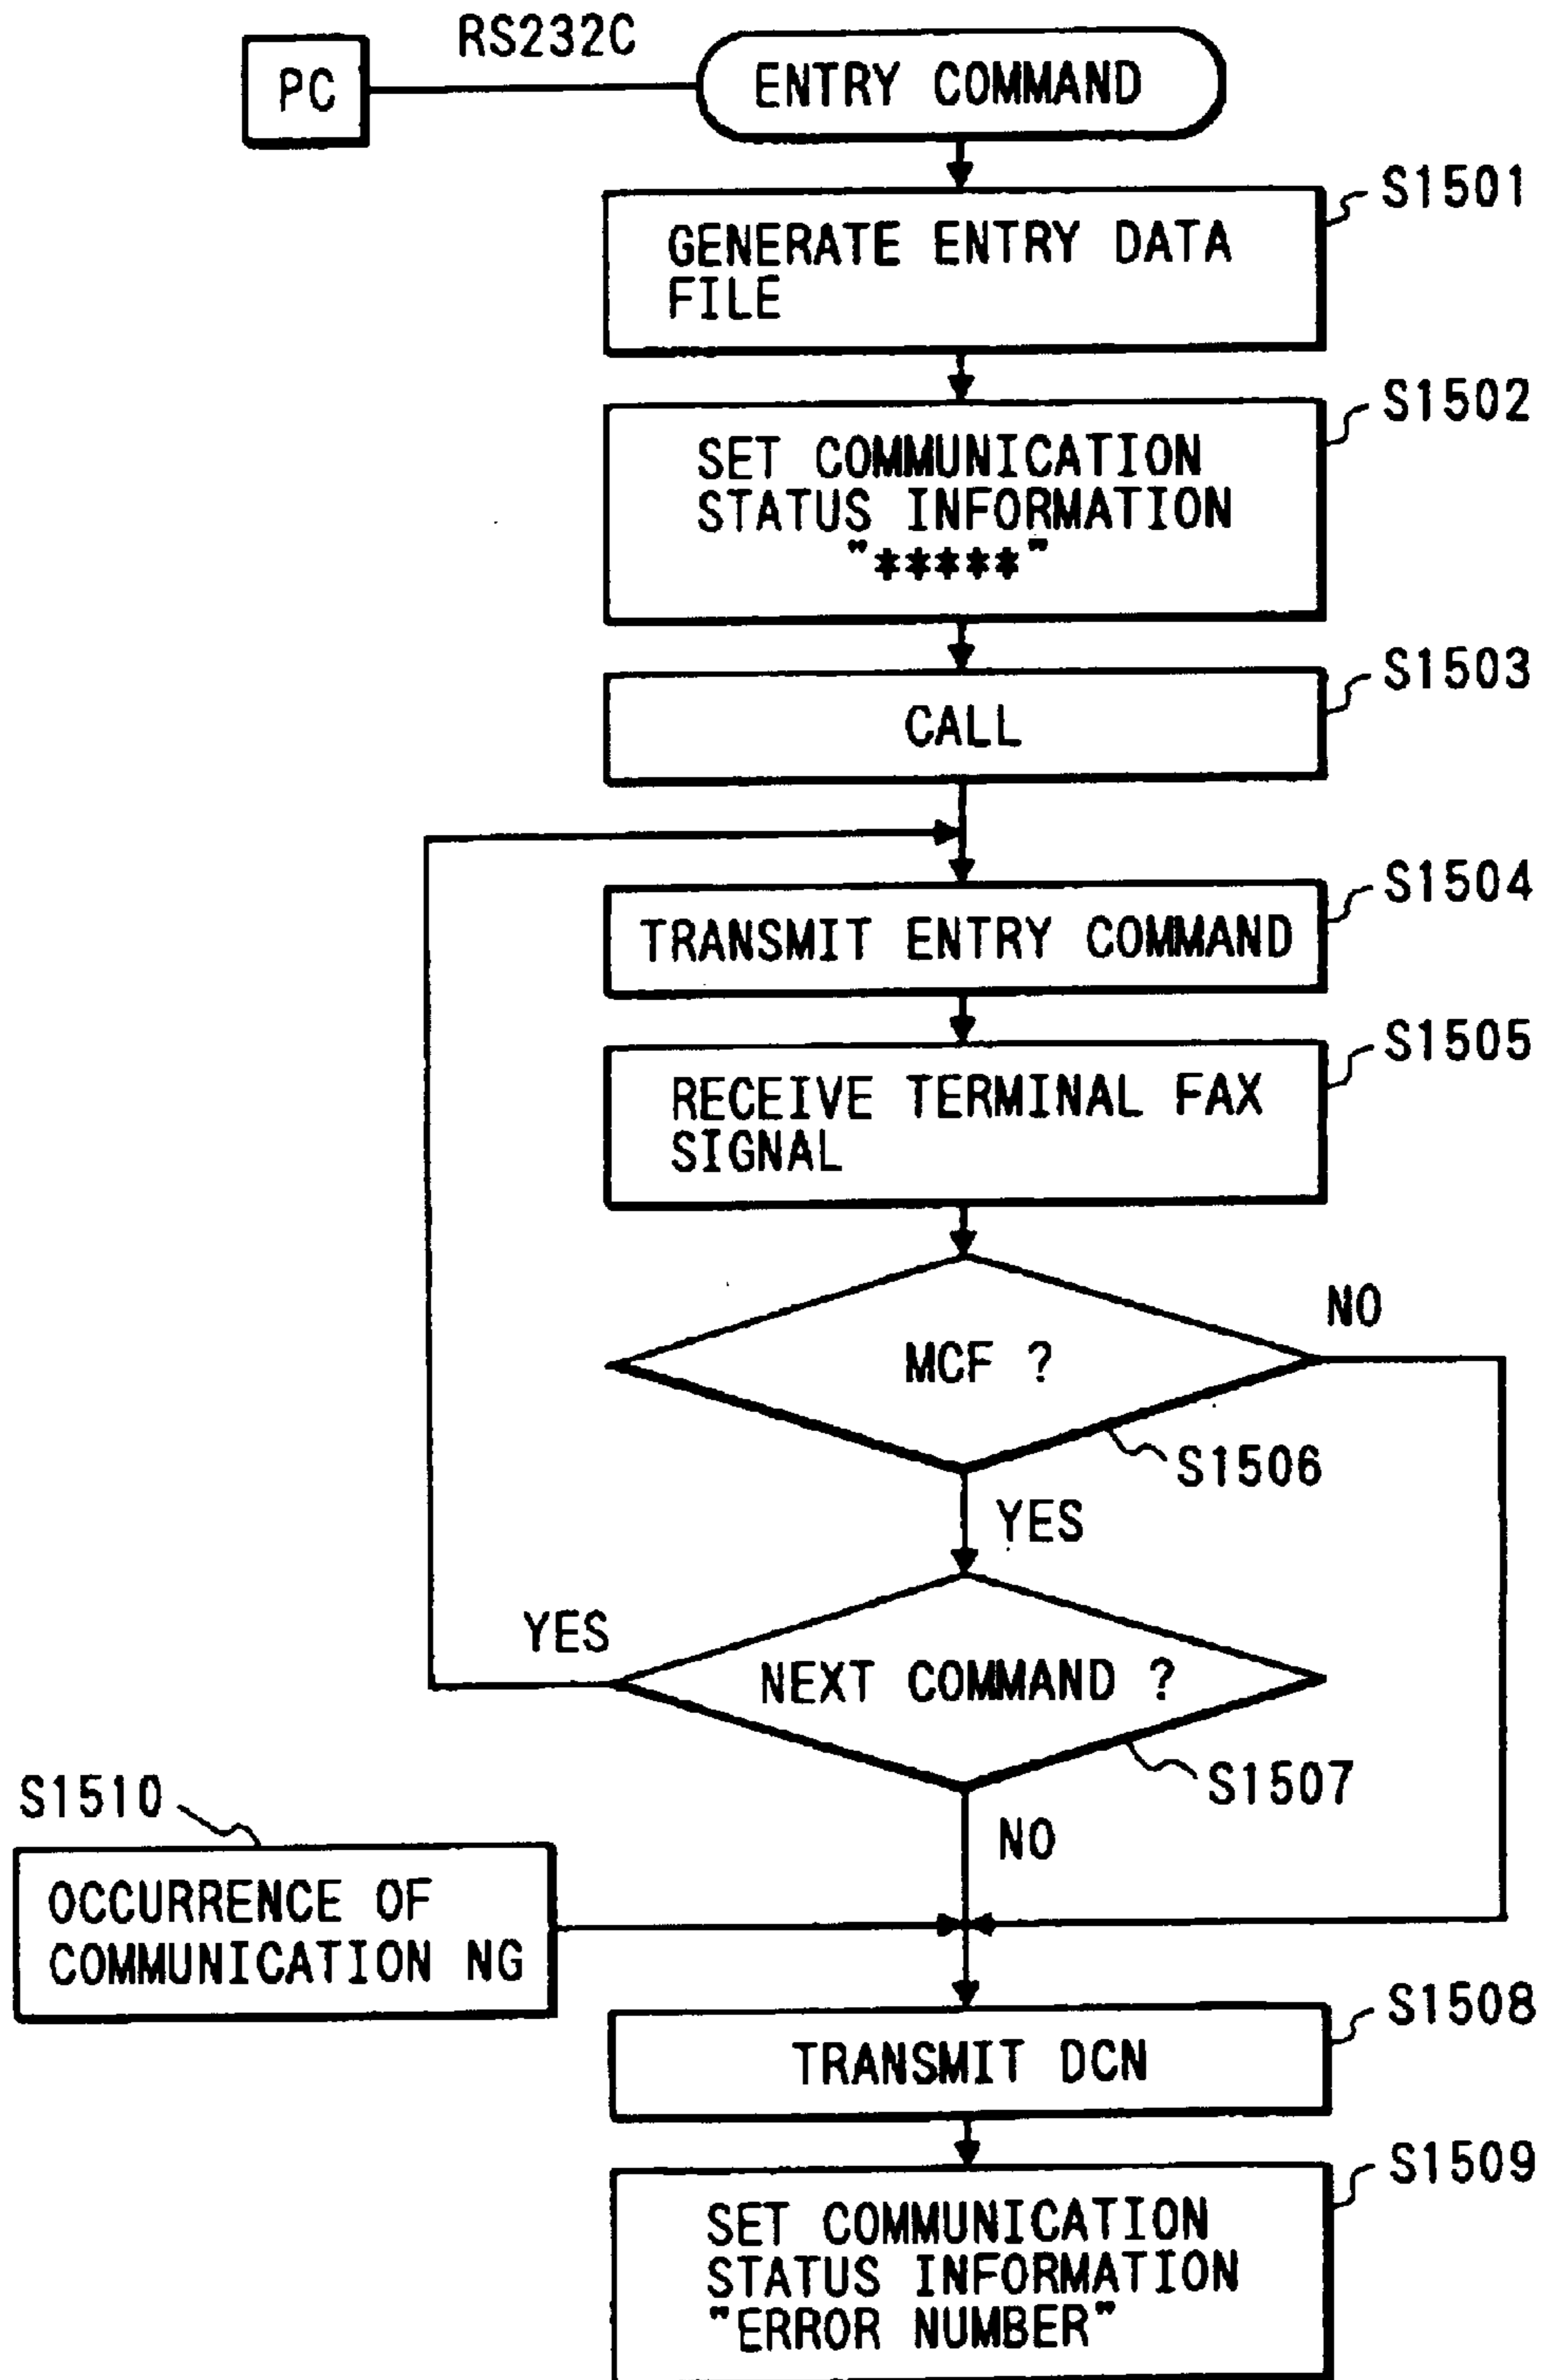 RS232C
PC
ENTRY COMMAND
S1501
GENERATE ENTRY DATA
FILE
S1502
SET COMMUNICATION
STATUS INFORMATION
"*****"
S1503
CALL
S1504
TRANSMIT ENTRY COMMAND
S1505
RECEIVE TERMINAL FAX
SIGNAL
NO
MCF ?
S1506
YES
YES
NEXT COMMAND ?
S1507
S1510
NO
OCCURRENCE OF
COMMUNICATION NG
S1508
TRANSMIT DCN
S1509
SET COMMUNICATION
STATUS INFORMATION
"ERROR NUMBER"